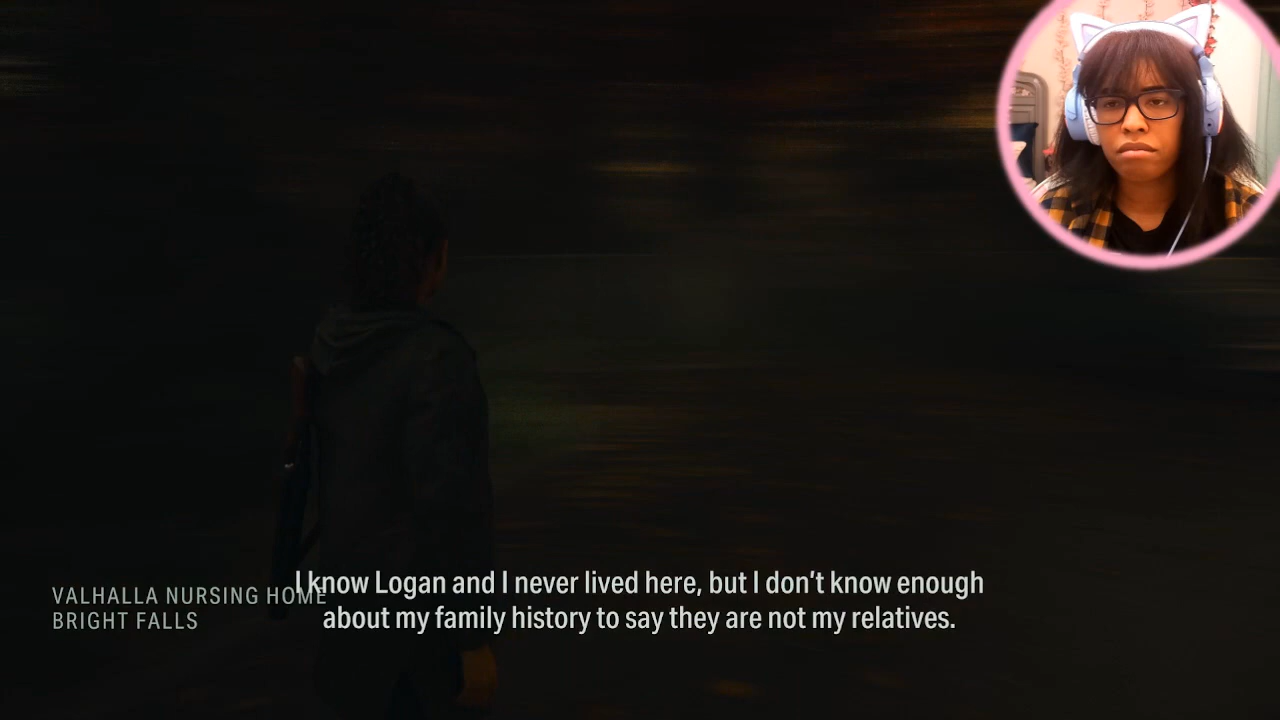 I know Logan and I never lived here, but I don't know enough
about my family history to say they are not my relatives.
VALHALLA NURSING HOME
BRIGHT FALLS